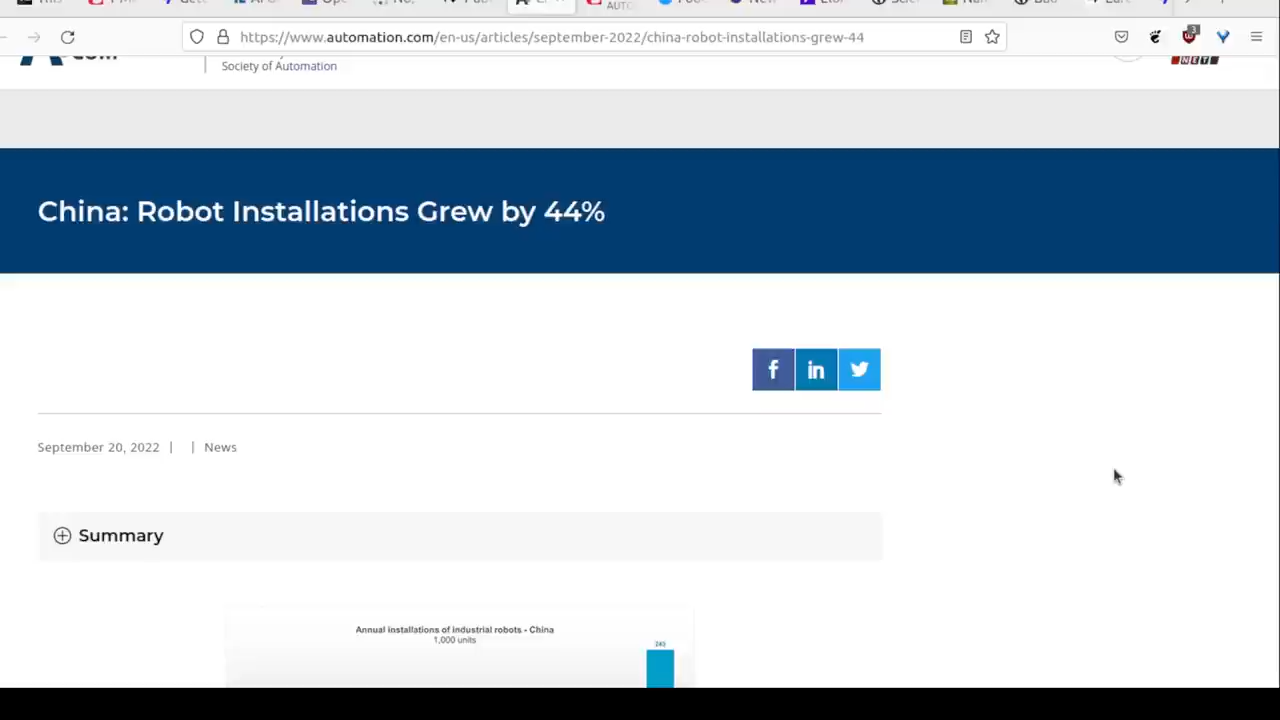 https://www.automation.com/en-us/articles/september-2022/china-robot-installations-grew-44
Society of Automation
China: Robot Installations Grew by 44%
September 20, 2022 | | News
Summary
Annual installations of industrial robots - China
1,000 units